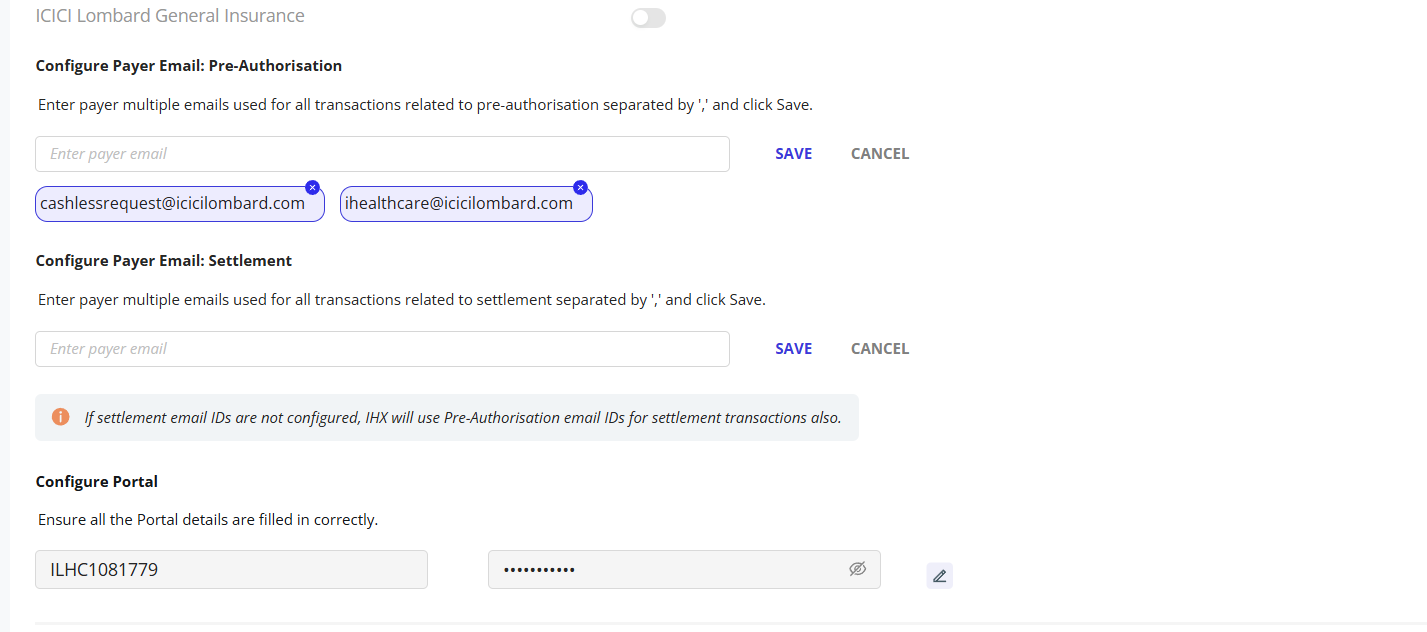 ICICI Lombard General Insurance
Configure Payer Email: Pre-Authorisation
Enter payer multiple emails used for all transactions related to pre-authorisation separated by ',' and click Save.
Enter payer email SAVE CANCEL
cashlessrequest@icicilombard.com ihealthcare@icicilombard.com
Configure Payer Email: Settlement
Enter payer multiple emails used for all transactions related to settlement separated by ',' and click Save.
Enter payer email SAVE CANCEL
If settlement email IDs are not configured, IHX will use Pre-Authorisation email IDs for settlement transactions also.
Configure Portal
Ensure all the Portal details are filled in correctly.
ILHC1081779 •••••••••••